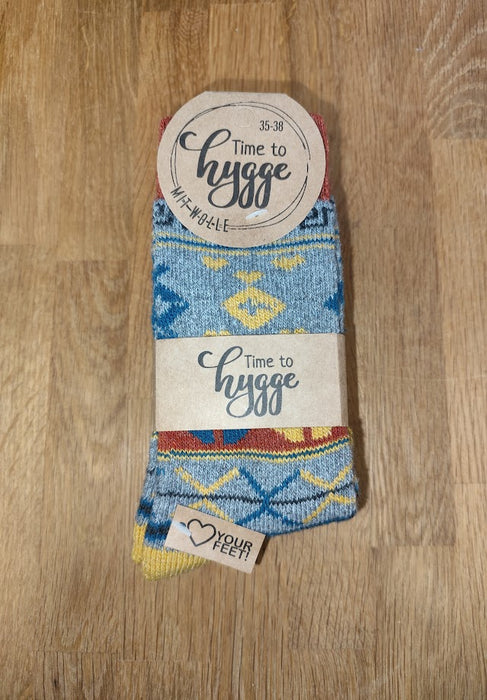 35-38
Time to
hygge
MIT WOLLE
Time to
hygge
YOUR
FEET!